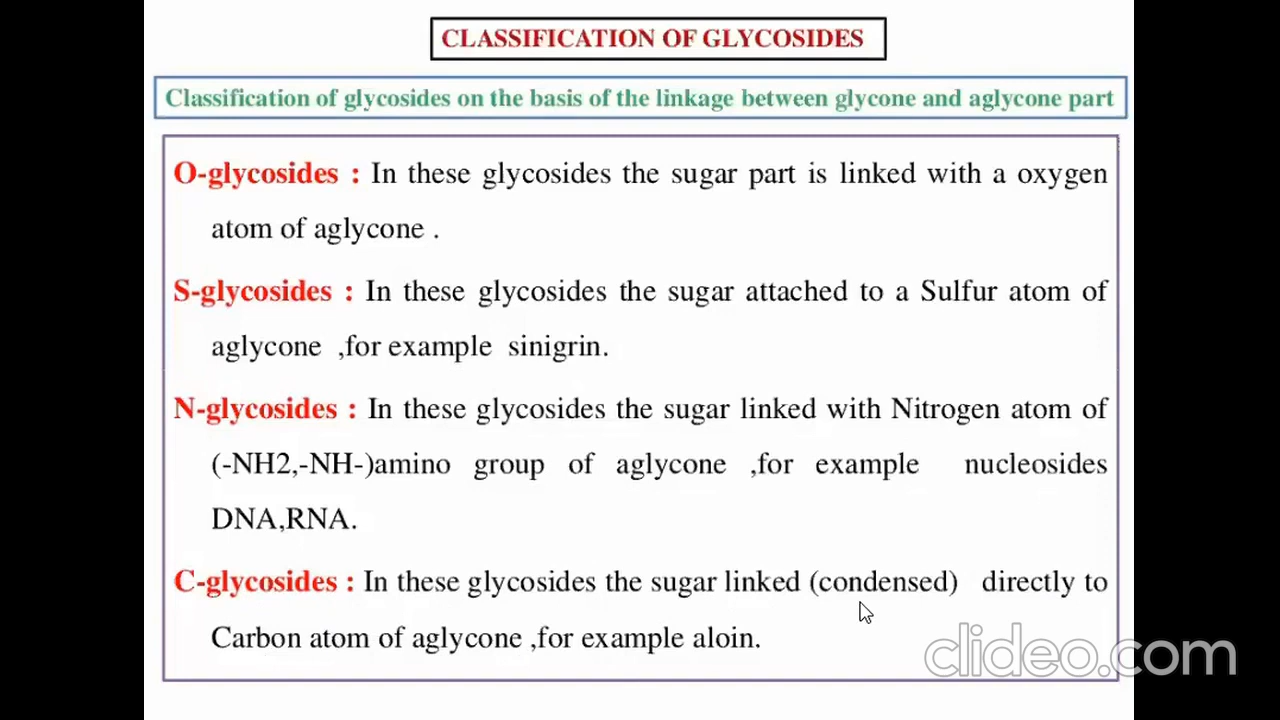 CLASSIFICATION OF GLYCOSIDES
Classification of glycosides on the basis of the linkage between glycone and aglycone part
O-glycosides : In these glycosides the sugar part is linked with a oxygen
atom of aglycone .
S-glycosides : In these glycosides the sugar attached to a Sulfur atom of
aglycone ,for example sinigrin.
N-glycosides : In these glycosides the sugar linked with Nitrogen atom of
(-NH2,-NH-)amino group of aglycone ,for example nucleosides
DNA,RNA.
C-glycosides : In these glycosides the sugar linked (condensed) directly to
Carbon atom of aglycone ,for example aloin.
clideo.com